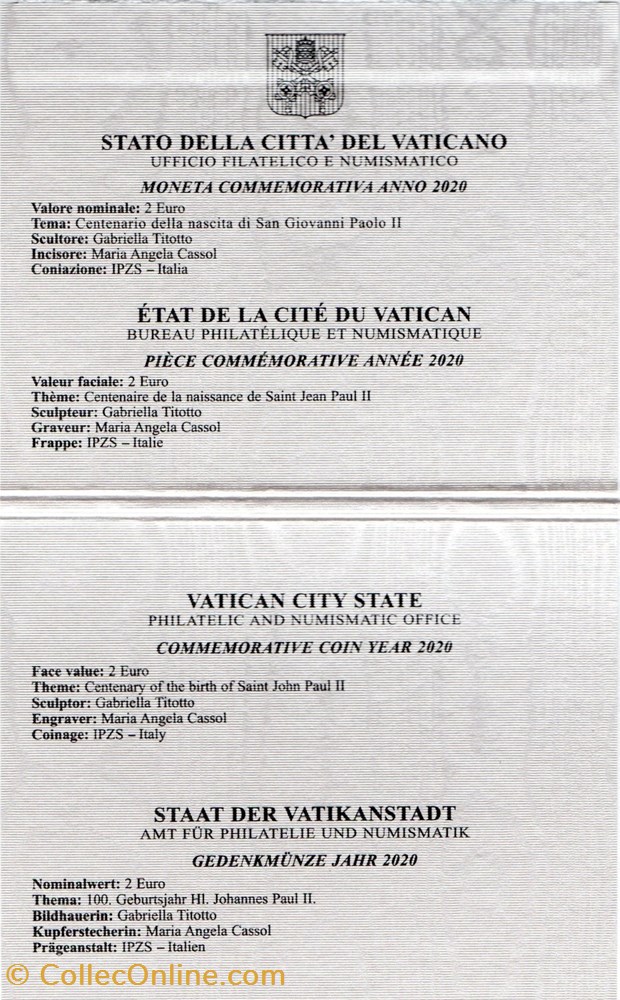 STATO DELLA CITTA' DEL VATICANO
UFFICIO FILATELICO E NUMISMATICO
MONETA COMMEMORATIVA ANNO 2020
Valore nominale: 2 Euro
Tema: Centenario della nascita di San Giovanni Paolo II
Scultore: Gabriella Titotto
Incisore: Maria Angela Cassol
Coniazione: IPZS – Italia
ÉTAT DE LA CITÉ DU VATICAN
BUREAU PHILATÉLIQUE ET NUMISMATIQUE
PIÈCE COMMÉMORATIVE ANNÉE 2020
Valeur faciale: 2 Euro
Thème: Centenaire de la naissance de Saint Jean Paul II
Sculpteur: Gabriella Titotto
Graveur: Maria Angela Cassol
Frappe: IPZS – Italie
VATICAN CITY STATE
PHILATELIC AND NUMISMATIC OFFICE
COMMEMORATIVE COIN YEAR 2020
Face value: 2 Euro
Theme: Centenary of the birth of Saint John Paul II
Sculptor: Gabriella Titotto
Engraver: Maria Angela Cassol
Coinage: IPZS – Italy
STAAT DER VATIKANSTADT
AMT FÜR PHILATELIE UND NUMISMATIK
GEDENKMÜNZE JAHR 2020
Nominalwert: 2 Euro
Thema: 100. Geburtsjahr Hl. Johannes Paul II.
Bildhauerin: Gabriella Titotto
Kupferstecherin: Maria Angela Cassol
Prägeanstalt: IPZS – Italien
© CollecOnline.com